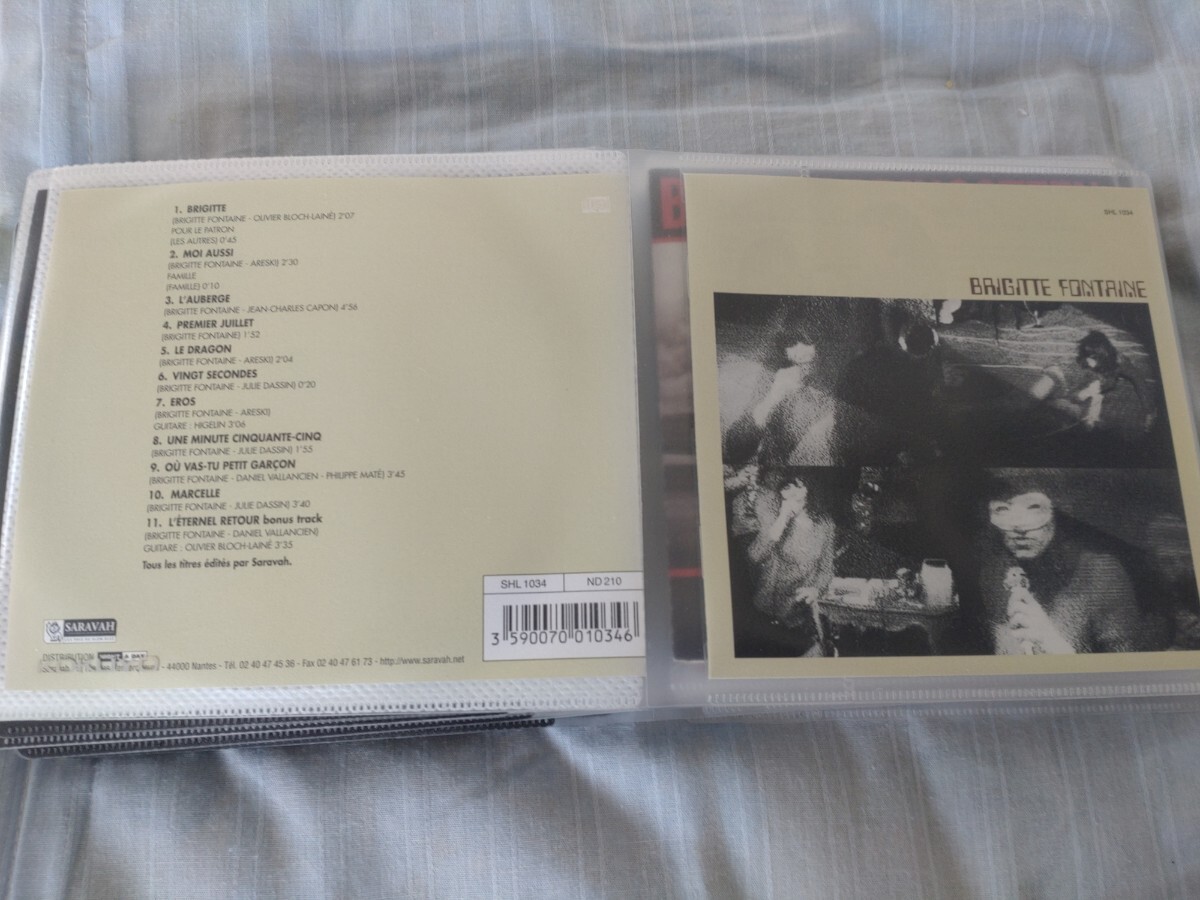 1. BRIGITTE
(BRIGITTE FONTAINE - OLIVIER BLOCH-LAINÉ) 2'07
POUR LE PATRON
(LES AUTRES) 0'45
2. MOI AUSSI
(BRIGITTE FONTAINE - ARESKI) 2'30
FAMILLE
(FAMILLE) 0'10
3. L'AUBERGE
(BRIGITTE FONTAINE - JEAN-CHARLES CAPON) 4'56
4. PREMIER JUILLET
(BRIGITTE FONTAINE) 1'52
5. LE DRAGON
(BRIGITTE FONTAINE - ARESKI) 2'04
6. VINGT SECONDES
(BRIGITTE FONTAINE - JULIE DASSIN) 0'20
7. EROS
(BRIGITTE FONTAINE - ARESKI)
GUITARE : HIGELIN 3'06
8. UNE MINUTE CINQUANTE-CINQ
(BRIGITTE FONTAINE - JULIE DASSIN) 1'55
9. OÙ VAS-TU PETIT GARÇON
(BRIGITTE FONTAINE - DANIEL VALLANCIEN - PHILIPPE MATÉ) 3'45
10. MARCELLE
(BRIGITTE FONTAINE - JULIE DASSIN) 3'40
11. L'ÉTERNEL RETOUR bonus track
(BRIGITTE FONTAINE - DANIEL VALLANCIEN)
GUITARE : OLIVIER BLOCH-LAINÉ 3'35
Tous les titres édités par Saravah.
SARAVAH
DISTRIBUTION
- 44000 Nantes - Tél. 02 40 47 45 36 - Fax 02 40 47 61 73 - http://www.saravah.net
SHL 1034 ND 210
3 590070 010346
SHL 1034
BRIGITTE FONTAINE